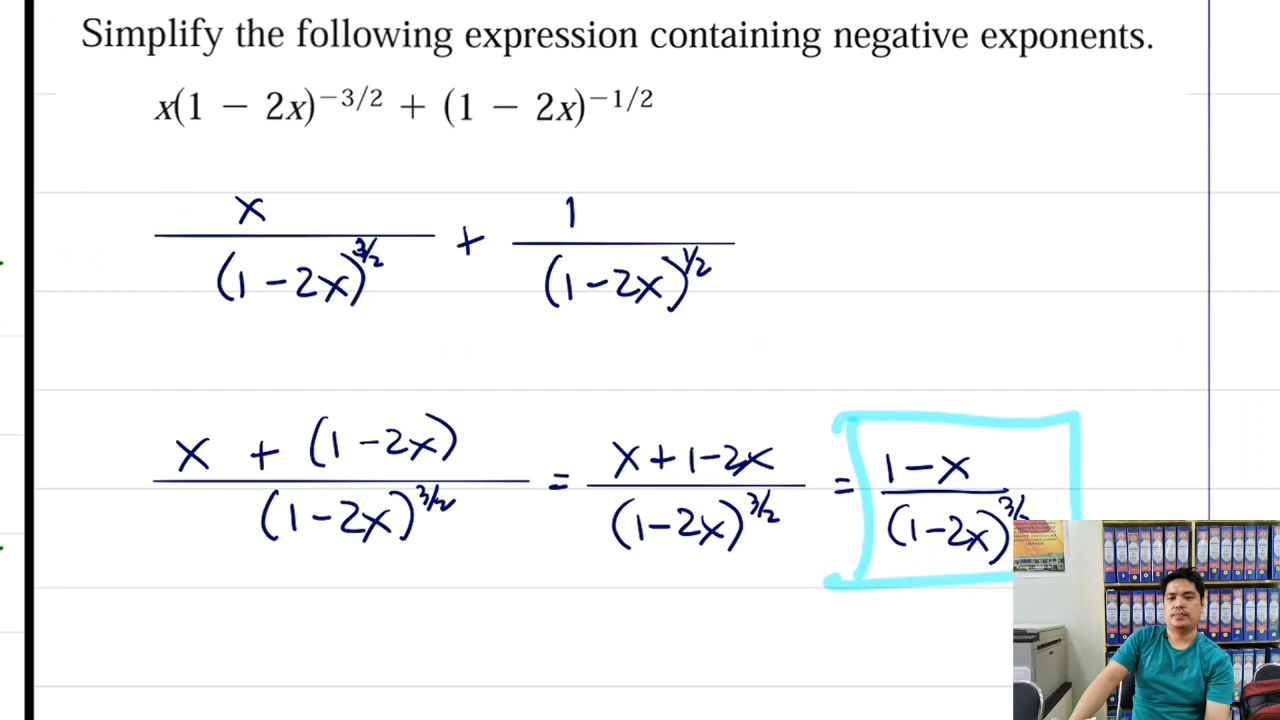 Simplify the following expression containing negative exponents.
x(1 − 2x)^−3/2 + (1 − 2x)^−1/2
x/(1-2x)^3/2 + 1/(1-2x)^1/2
x + (1-2x)/(1-2x)^3/2 = x+1-2x/(1-2x)^3/2 = 1-x/(1-2x)^3/